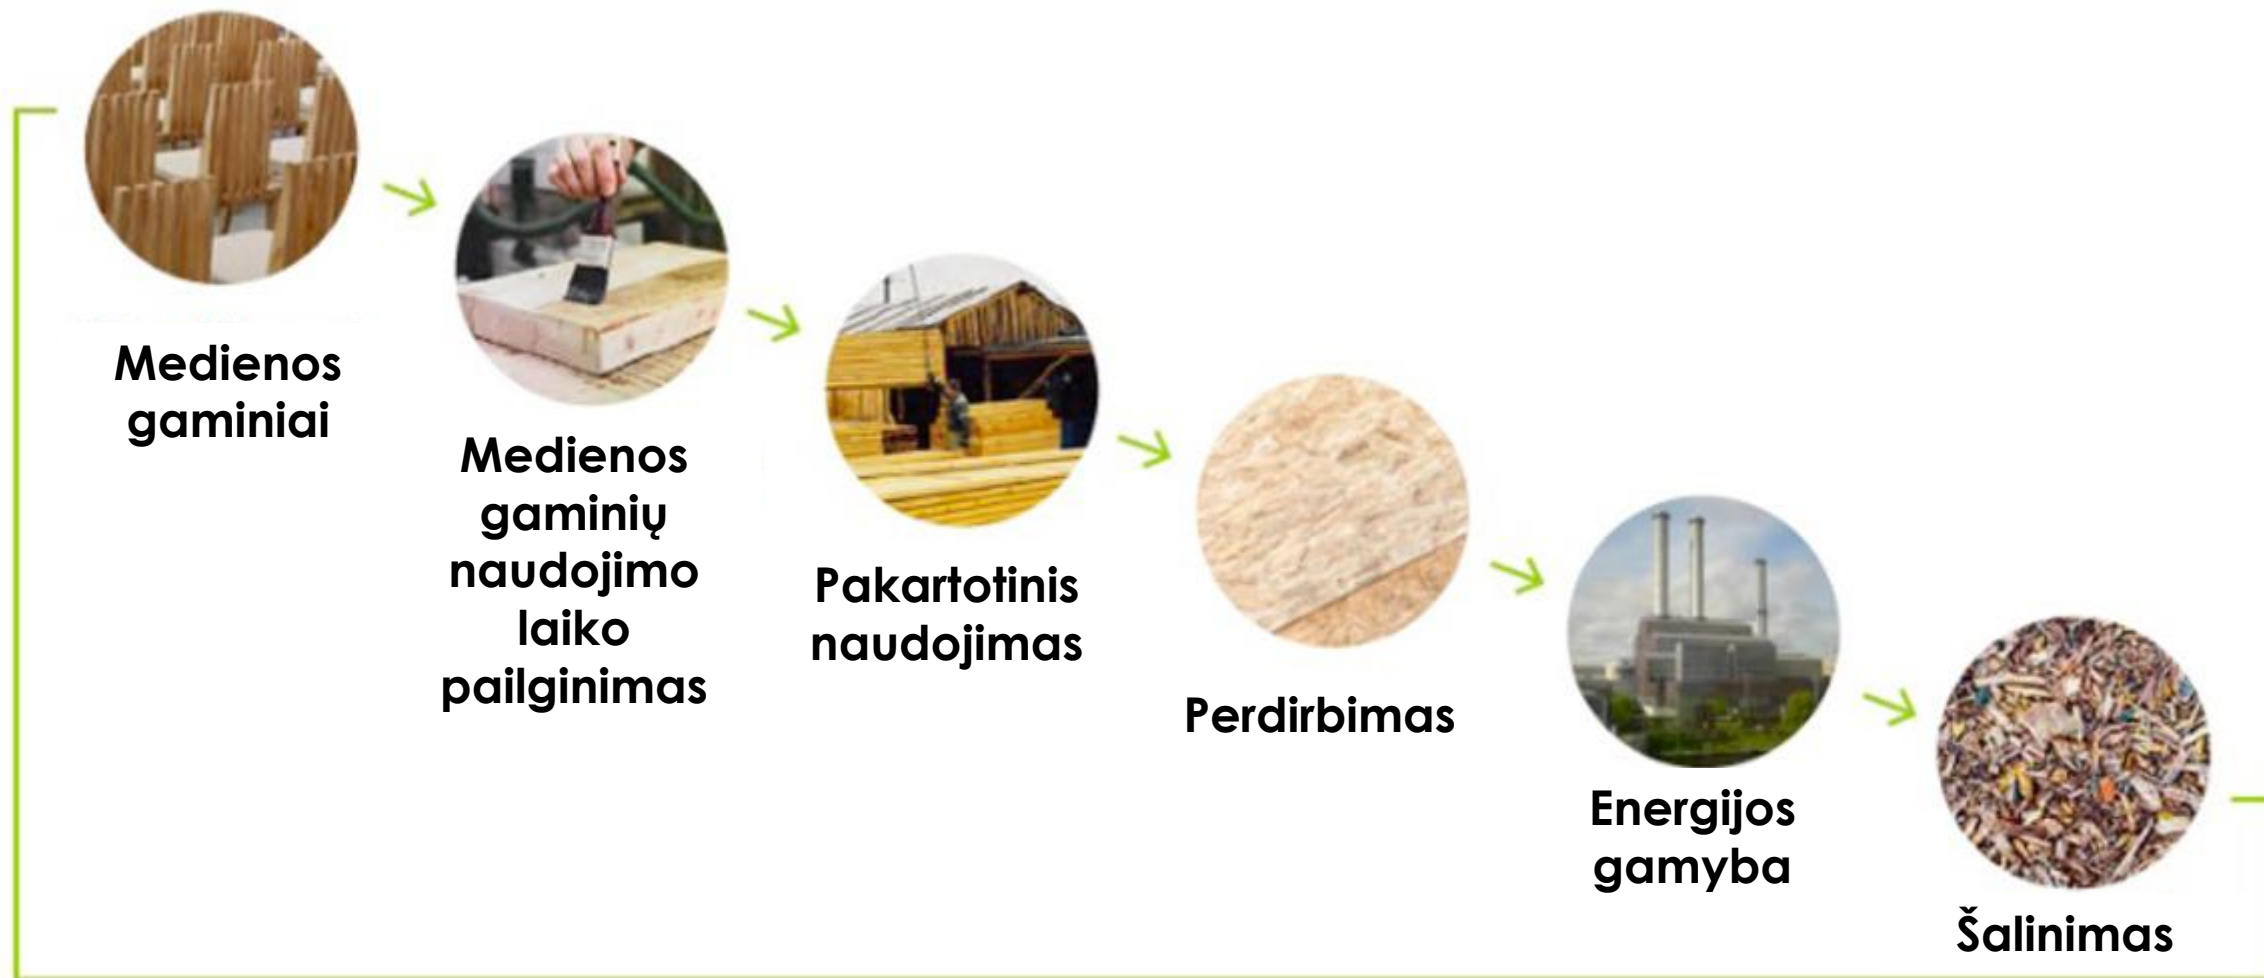 Medienos
gaminiai
Medienos
gaminių
naudojimo
laiko
pailginimas
Pakartotinis
naudojimas
Perdirbimas
Energijos
gamyba
Šalinimas